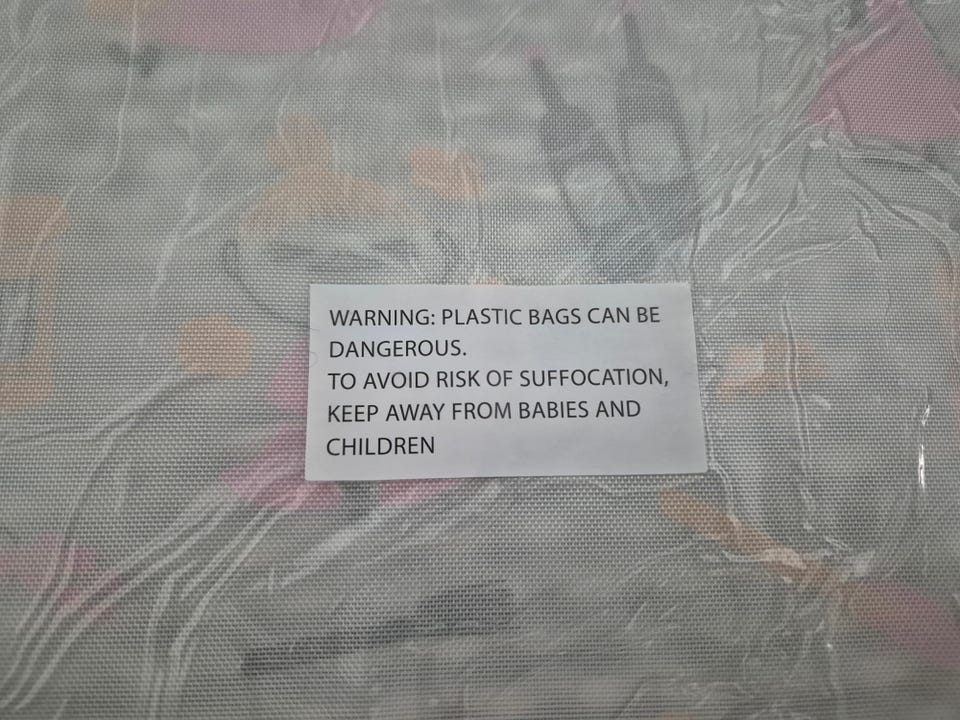 WARNING: PLASTIC BAGS CAN BE
DANGEROUS.
TO AVOID RISK OF SUFFOCATION,
KEEP AWAY FROM BABIES AND
CHILDREN